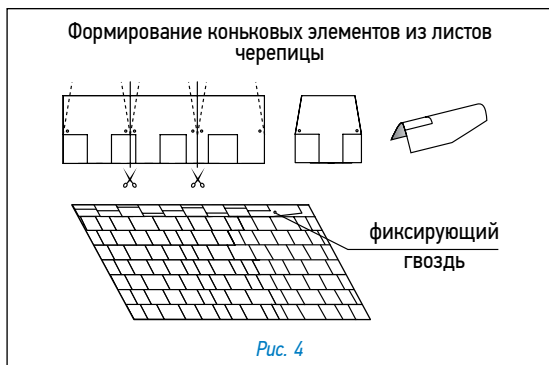 Формирование коньковых элементов из листов
черепицы
фиксирующий
гвоздь
Рис. 4